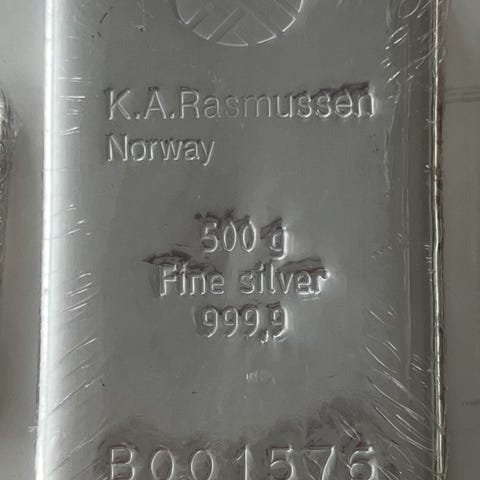 K.A.Rasmussen
Norway
500 g
Fine silver
999,9
B001576